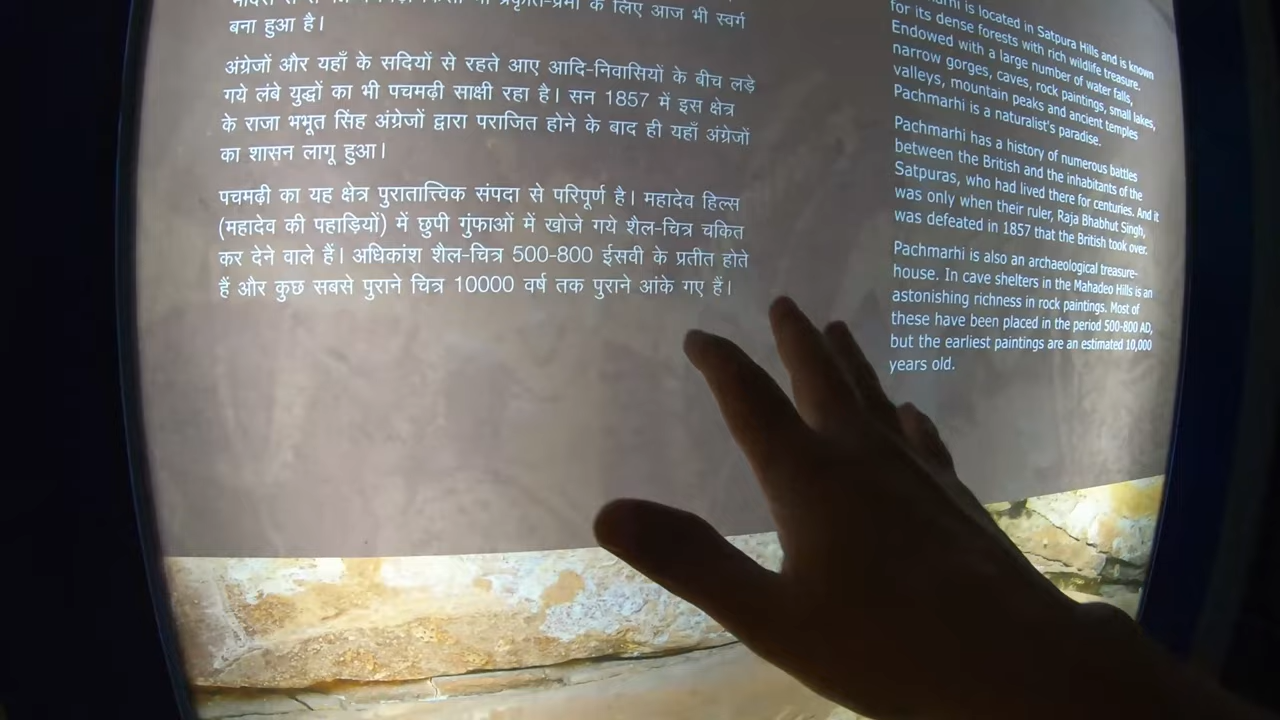 बना हुआ है।
अंग्रेजों और यहाँ के सदियों से रहते आए आदि-निवासियों के बीच लड़े
गये लंबे युद्धों का भी पचमढ़ी साक्षी रहा है। सन 1857 में इस क्षेत्र
के राजा भभूत सिंह अंग्रेजों द्वारा पराजित होने के बाद ही यहाँ अंग्रेजों
का शासन लागू हुआ।
पचमढ़ी का यह क्षेत्र पुरातात्त्विक संपदा से परिपूर्ण है। महादेव हिल्स
(महादेव की पहाड़ियों) में छुपी गुंफाओं में खोजे गये शैल-चित्र चकित
कर देने वाले हैं। अधिकांश शैल-चित्र 500-800 ईसवी के प्रतीत होते
हैं और कुछ सबसे पुराने चित्र 10000 वर्ष तक पुराने आंके गए हैं।
is located in Satpura Hills and is known
for its dense forests with rich wildlife treasure.
Endowed with a large number of water falls,
narrow gorges, caves, rock paintings, small lakes,
valleys, mountain peaks and ancient temples
Pachmarhi is a naturalist's paradise.
Pachmarhi has a history of numerous battles
between the British and the inhabitants of the
Satpuras, who had lived there for centuries. And it
was only when their ruler, Raja Bhabhut Singh,
was defeated in 1857 that the British took over.
Pachmarhi is also an archaeological treasure-
house. In cave shelters in the Mahadeo Hills is an
astonishing richness in rock paintings. Most of
these have been placed in the period 500-800 AD,
but the earliest paintings are an estimated 10,000
years old.